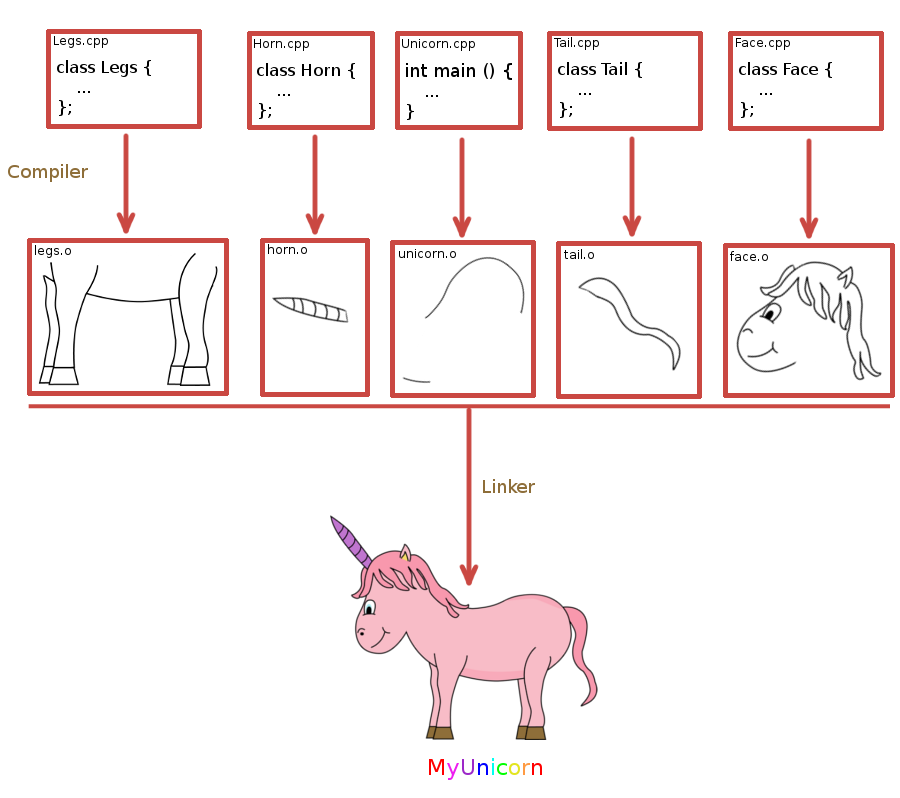 Legs.cpp
class Legs {
...
};
Horn.cpp
class Horn {
...
};
Unicorn.cpp
int main () {
...
}
Tail.cpp
class Tail {
...
};
Face.cpp
class Face {
...
};
Compiler
legs.o
horn.o
unicorn.o
tail.o
face.o
Linker
MyUnicorn